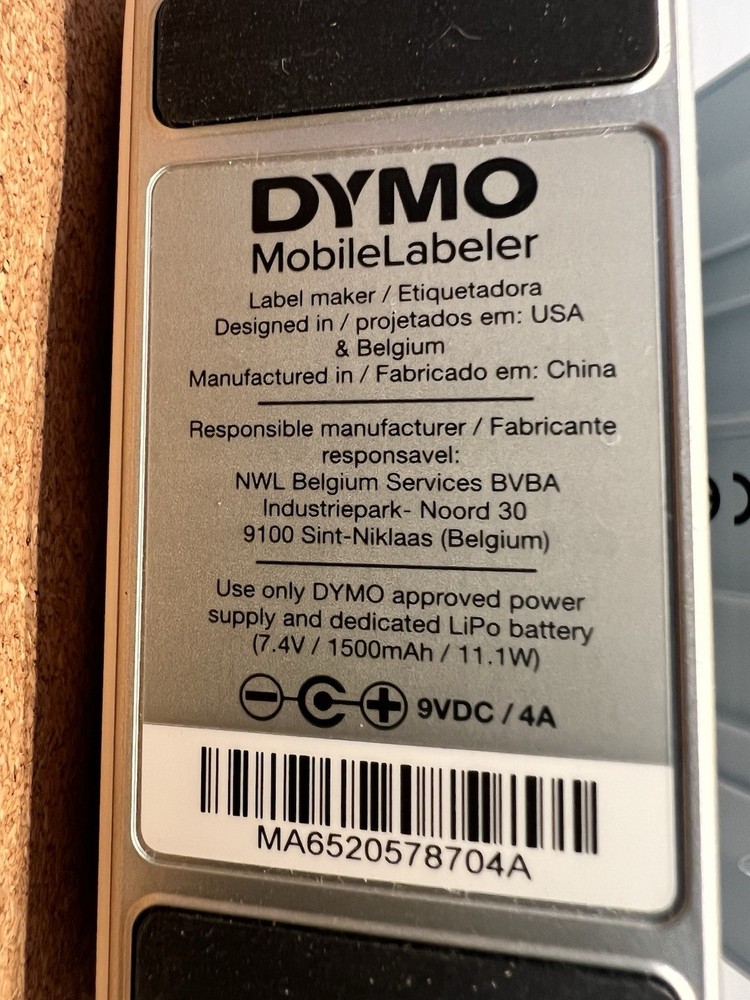 DYMO
MobileLabeler
Label maker / Etiquetadora
Designed in / projetados em: USA
& Belgium
Manufactured in / Fabricado em: China
Responsible manufacturer / Fabricante
responsavel:
NWL Belgium Services BVBA
Industriepark- Noord 30
9100 Sint-Niklaas (Belgium)
Use only DYMO approved power
supply and dedicated LiPo battery
(7.4V / 1500mAh / 11.1W)
9VDC / 4A
MA6520578704A